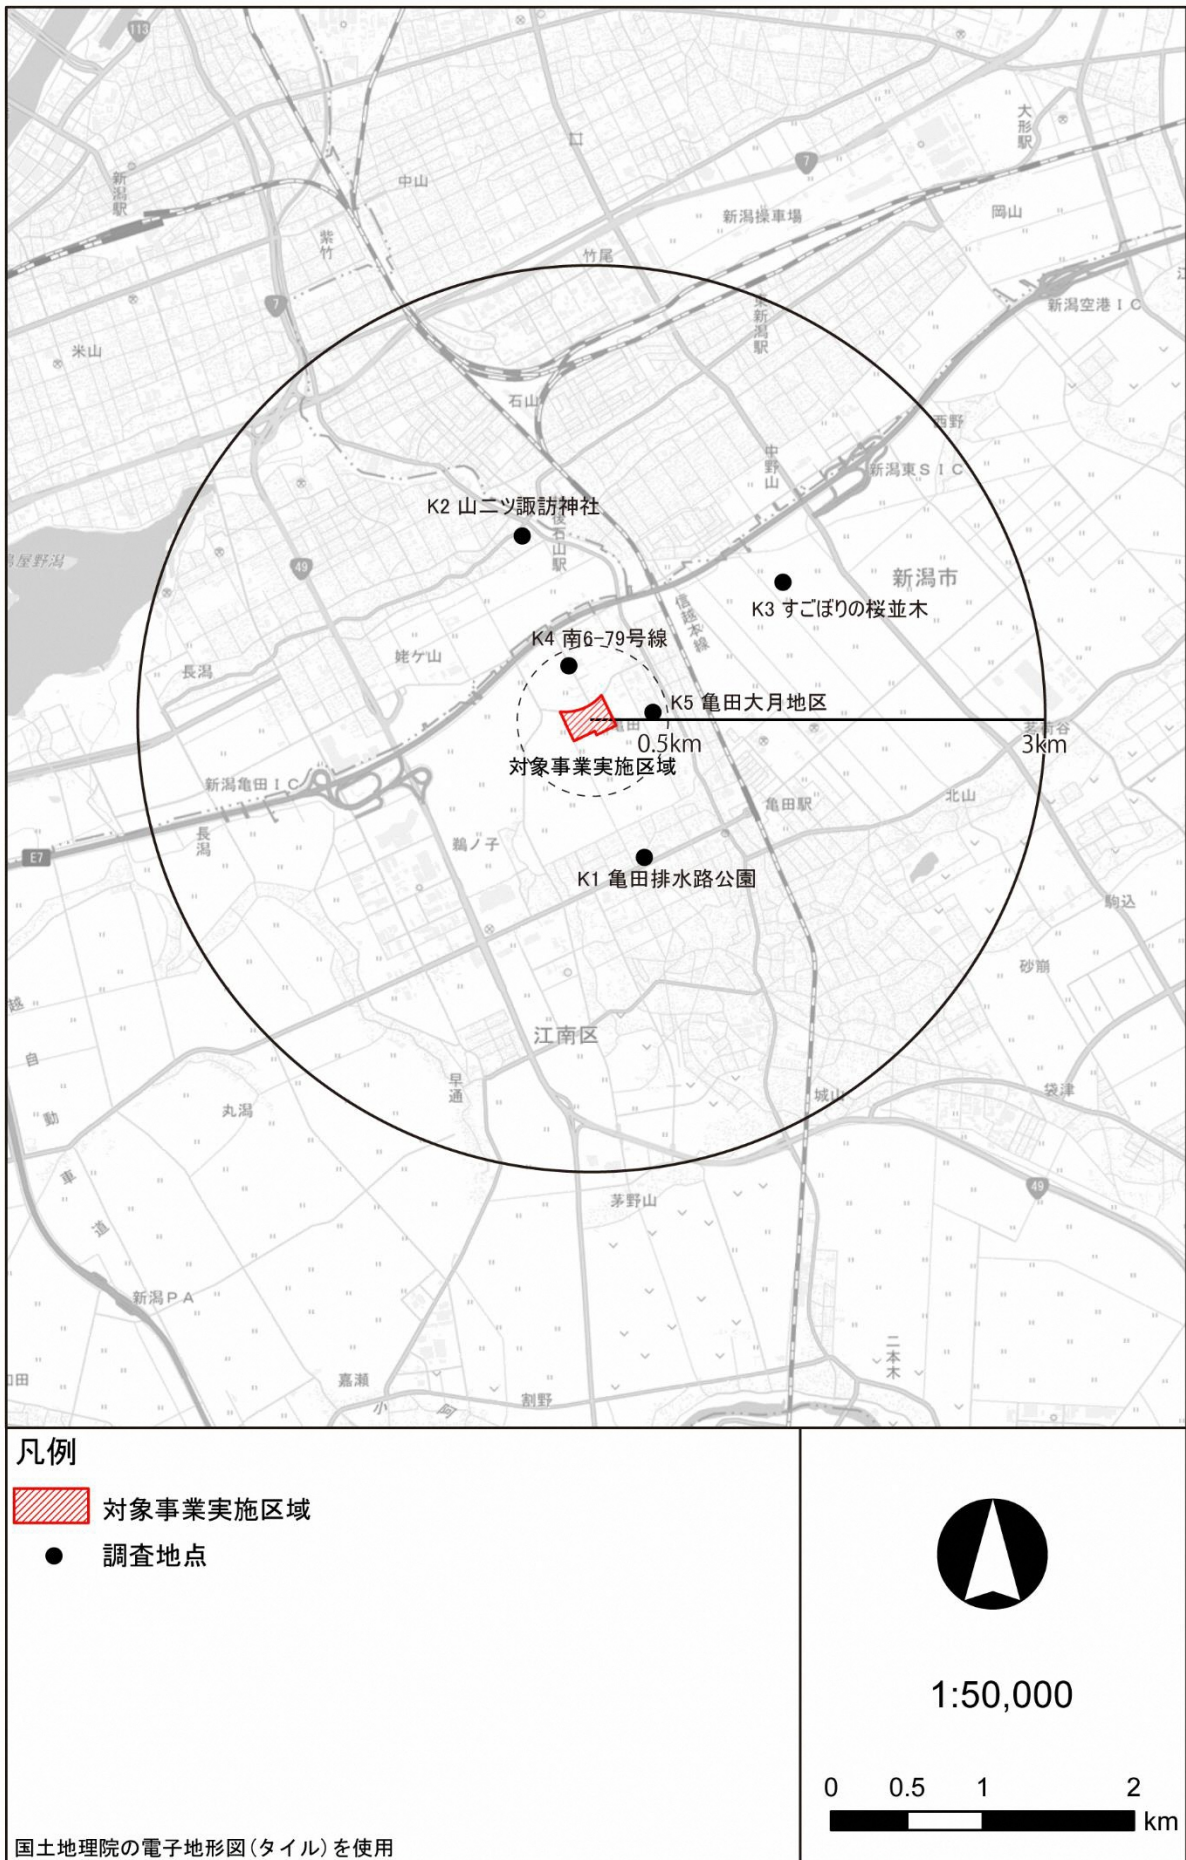 113
大形駅
新潟駅
中山
7
新潟操車場
岡山
紫竹
竹尾
7
東新潟駅
新潟空港IC
米山
石山
西野
中野山
新潟東SIC
K2 山二ツ諏訪神社
越後石山駅
49
新潟市
K3 すごぼりの桜並木
信越本線
K4 南6-79号線
姥ケ山
長潟
K5 亀田大月地区
亀田
0.5km
3km
対象事業実施区域
新潟亀田IC
亀田駅
北山
長潟
鵜ノ子
E7
K1 亀田排水路公園
駒込
砂崩
越
自
動
車
道
江南区
早通
丸潟
城山
袋津
49
茅野山
新潟PA
二本木
嘉瀬
割野
小
阿
凡例
対象事業実施区域
調査地点
1:50,000
0 0.5 1 2
km
国土地理院の電子地形図(タイル)を使用